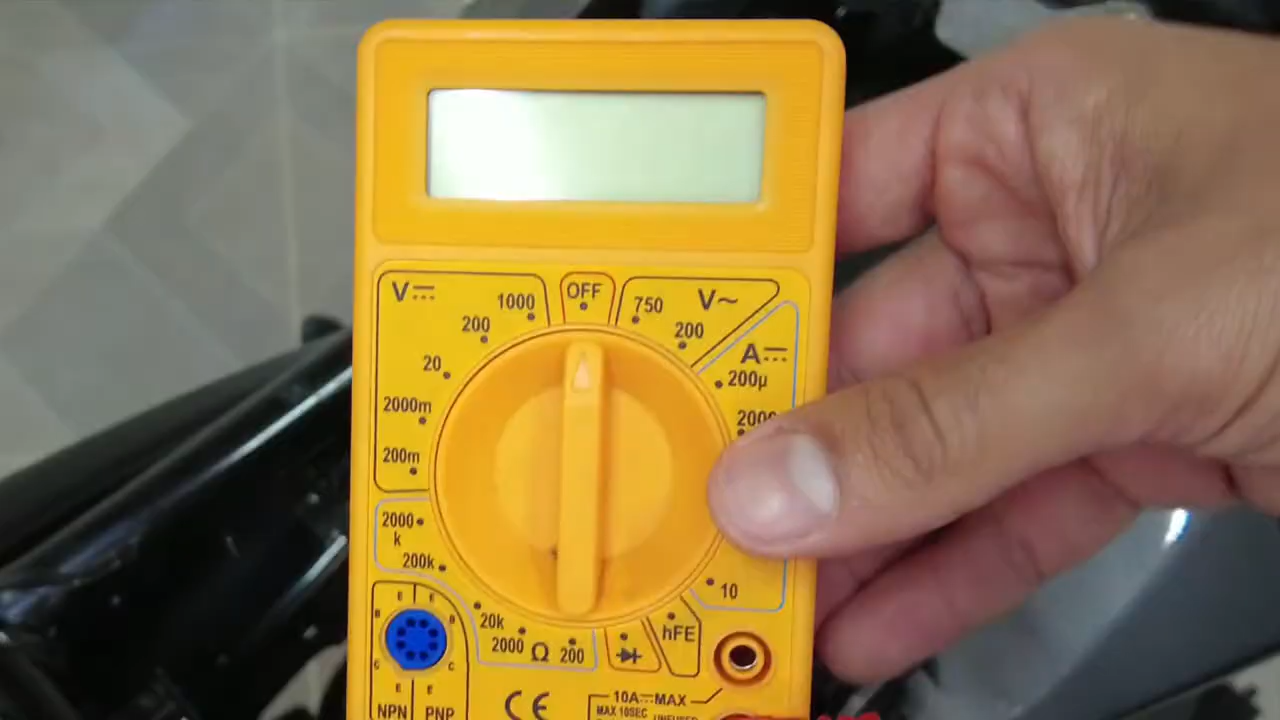 V⎓
1000
OFF
750
V~
200
200
20
A⎓
200µ
2000m
200m
2000
k
200k
10
20k
2000
Ω
200
hFE
E
E
B
B
C
C
E
E
NPN
PNP
CE
10A⎓MAX
MAX 10SEC
UNFUSED